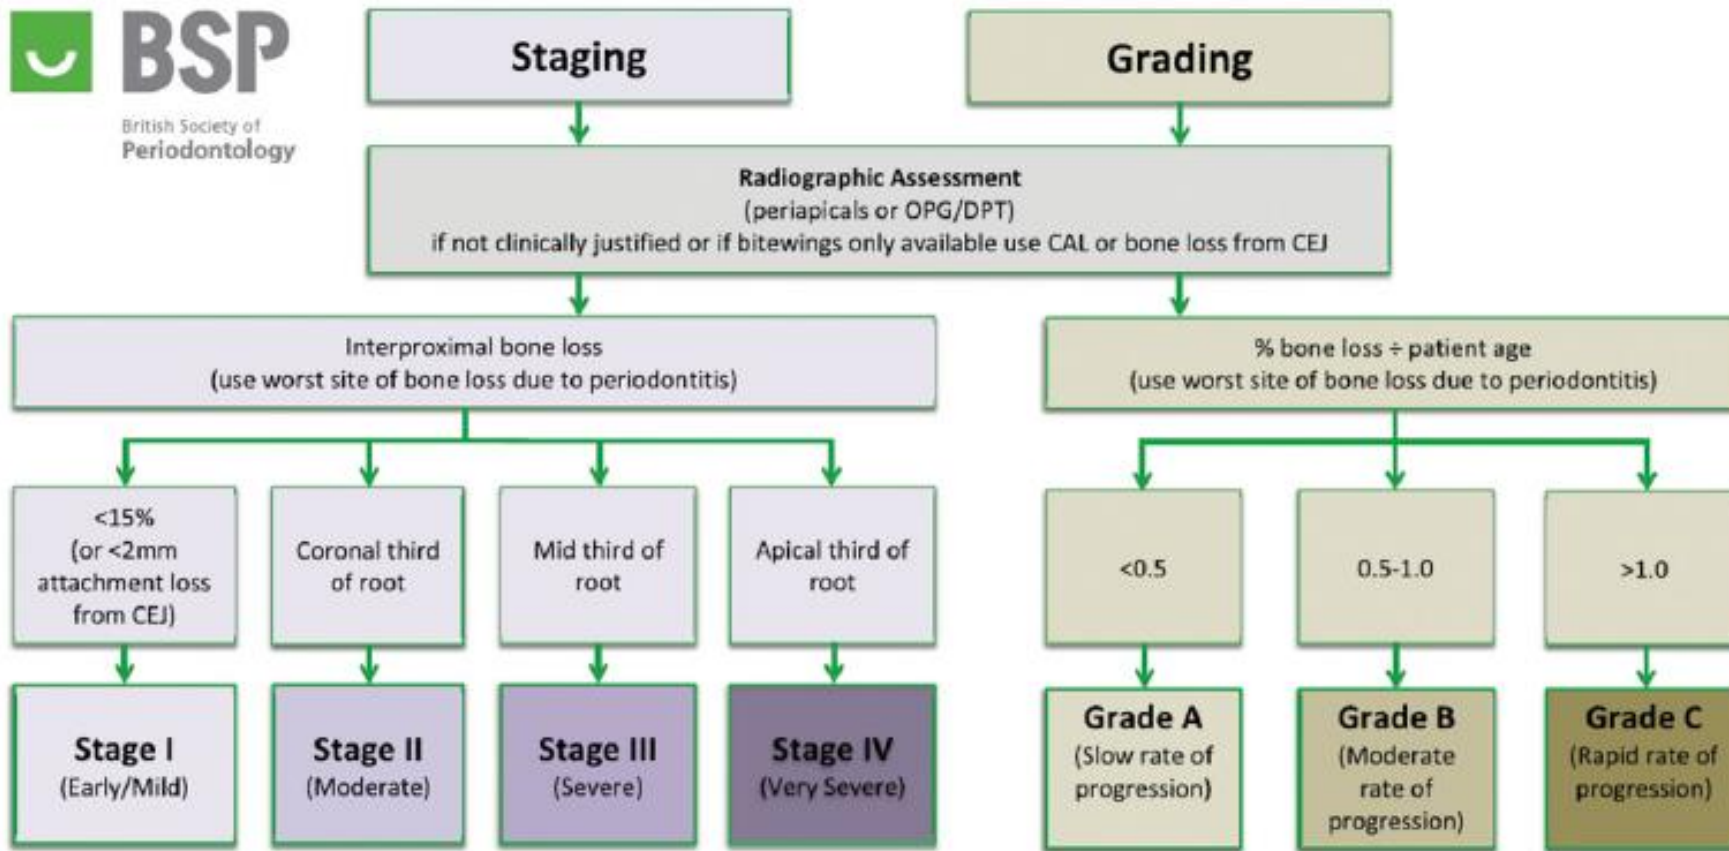 BSP
British Society of
Periodontology
Staging
Grading
Radiographic Assessment
(periapicals or OPG/DPT)
if not clinically justified or if bitewings only available use CAL or bone loss from CEJ
Interproximal bone loss
(use worst site of bone loss due to periodontitis)
% bone loss ÷ patient age
(use worst site of bone loss due to periodontitis)
<15%
(or <2mm
attachment loss
from CEJ)
Coronal third
of root
Mid third of
root
Apical third of
root
<0.5
0.5-1.0
>1.0
Stage I
(Early/Mild)
Stage II
(Moderate)
Stage III
(Severe)
Stage IV
(Very Severe)
Grade A
(Slow rate of
progression)
Grade B
(Moderate
rate of
progression)
Grade C
(Rapid rate of
progression)